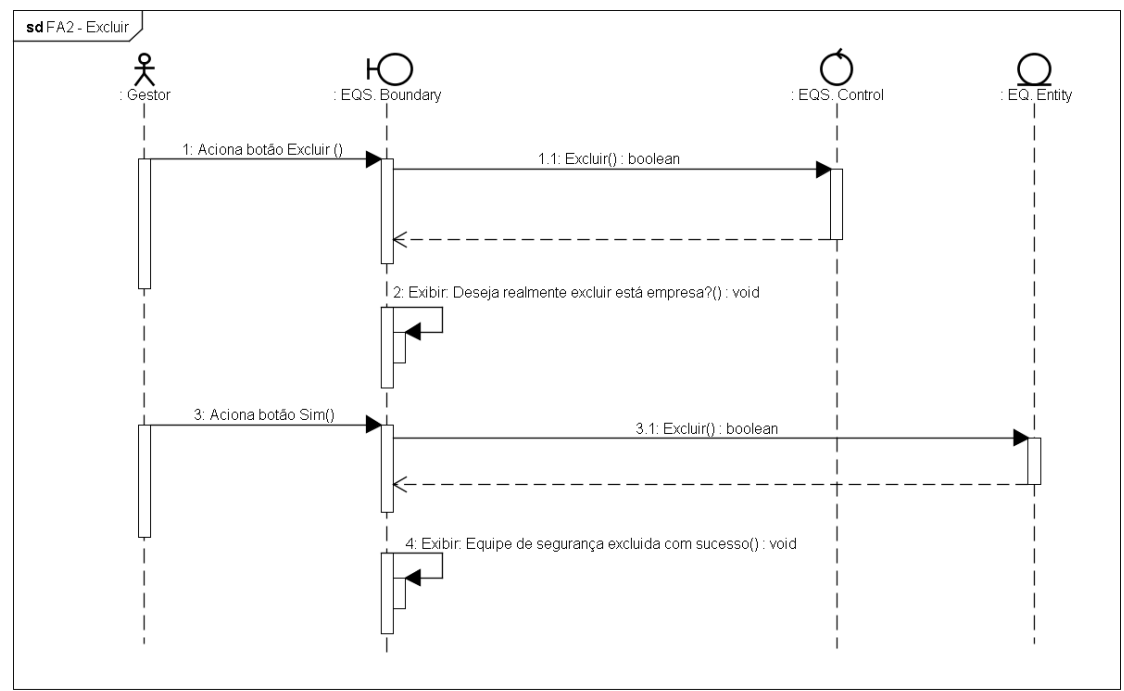 sd FA2 - Excluir
: Gestor
: EQS. Boundary
: EQS. Control
: EQ. Entity
1: Aciona botão Excluir ()
1.1: Excluir() : boolean
2: Exibir: Deseja realmente excluir está empresa?() : void
3: Aciona botão Sim()
3.1: Excluir() : boolean
4: Exibir: Equipe de segurança excluida com sucesso() : void